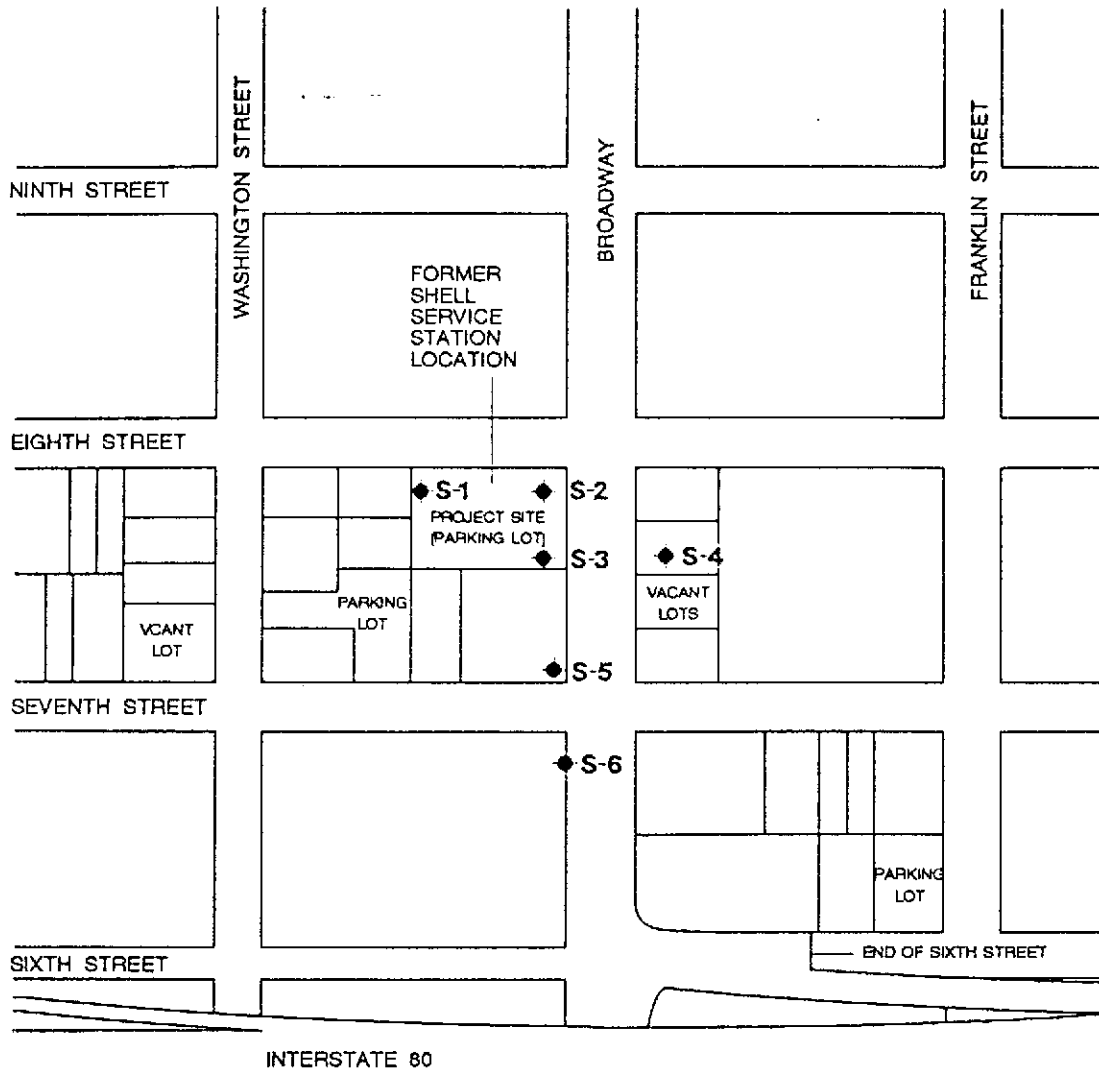 WASHINGTON STREET
BROADWAY
FRANKLIN STREET
NINTH STREET
FORMER
SHELL
SERVICE
STATION
LOCATION
EIGHTH STREET
S-1
S-2
PROJECT SITE
(PARKING LOT)
S-3
S-4
PARKING
LOT
VACANT
LOTS
VCANT
LOT
S-5
SEVENTH STREET
S-6
PARKING
LOT
END OF SIXTH STREET
SIXTH STREET
INTERSTATE 80